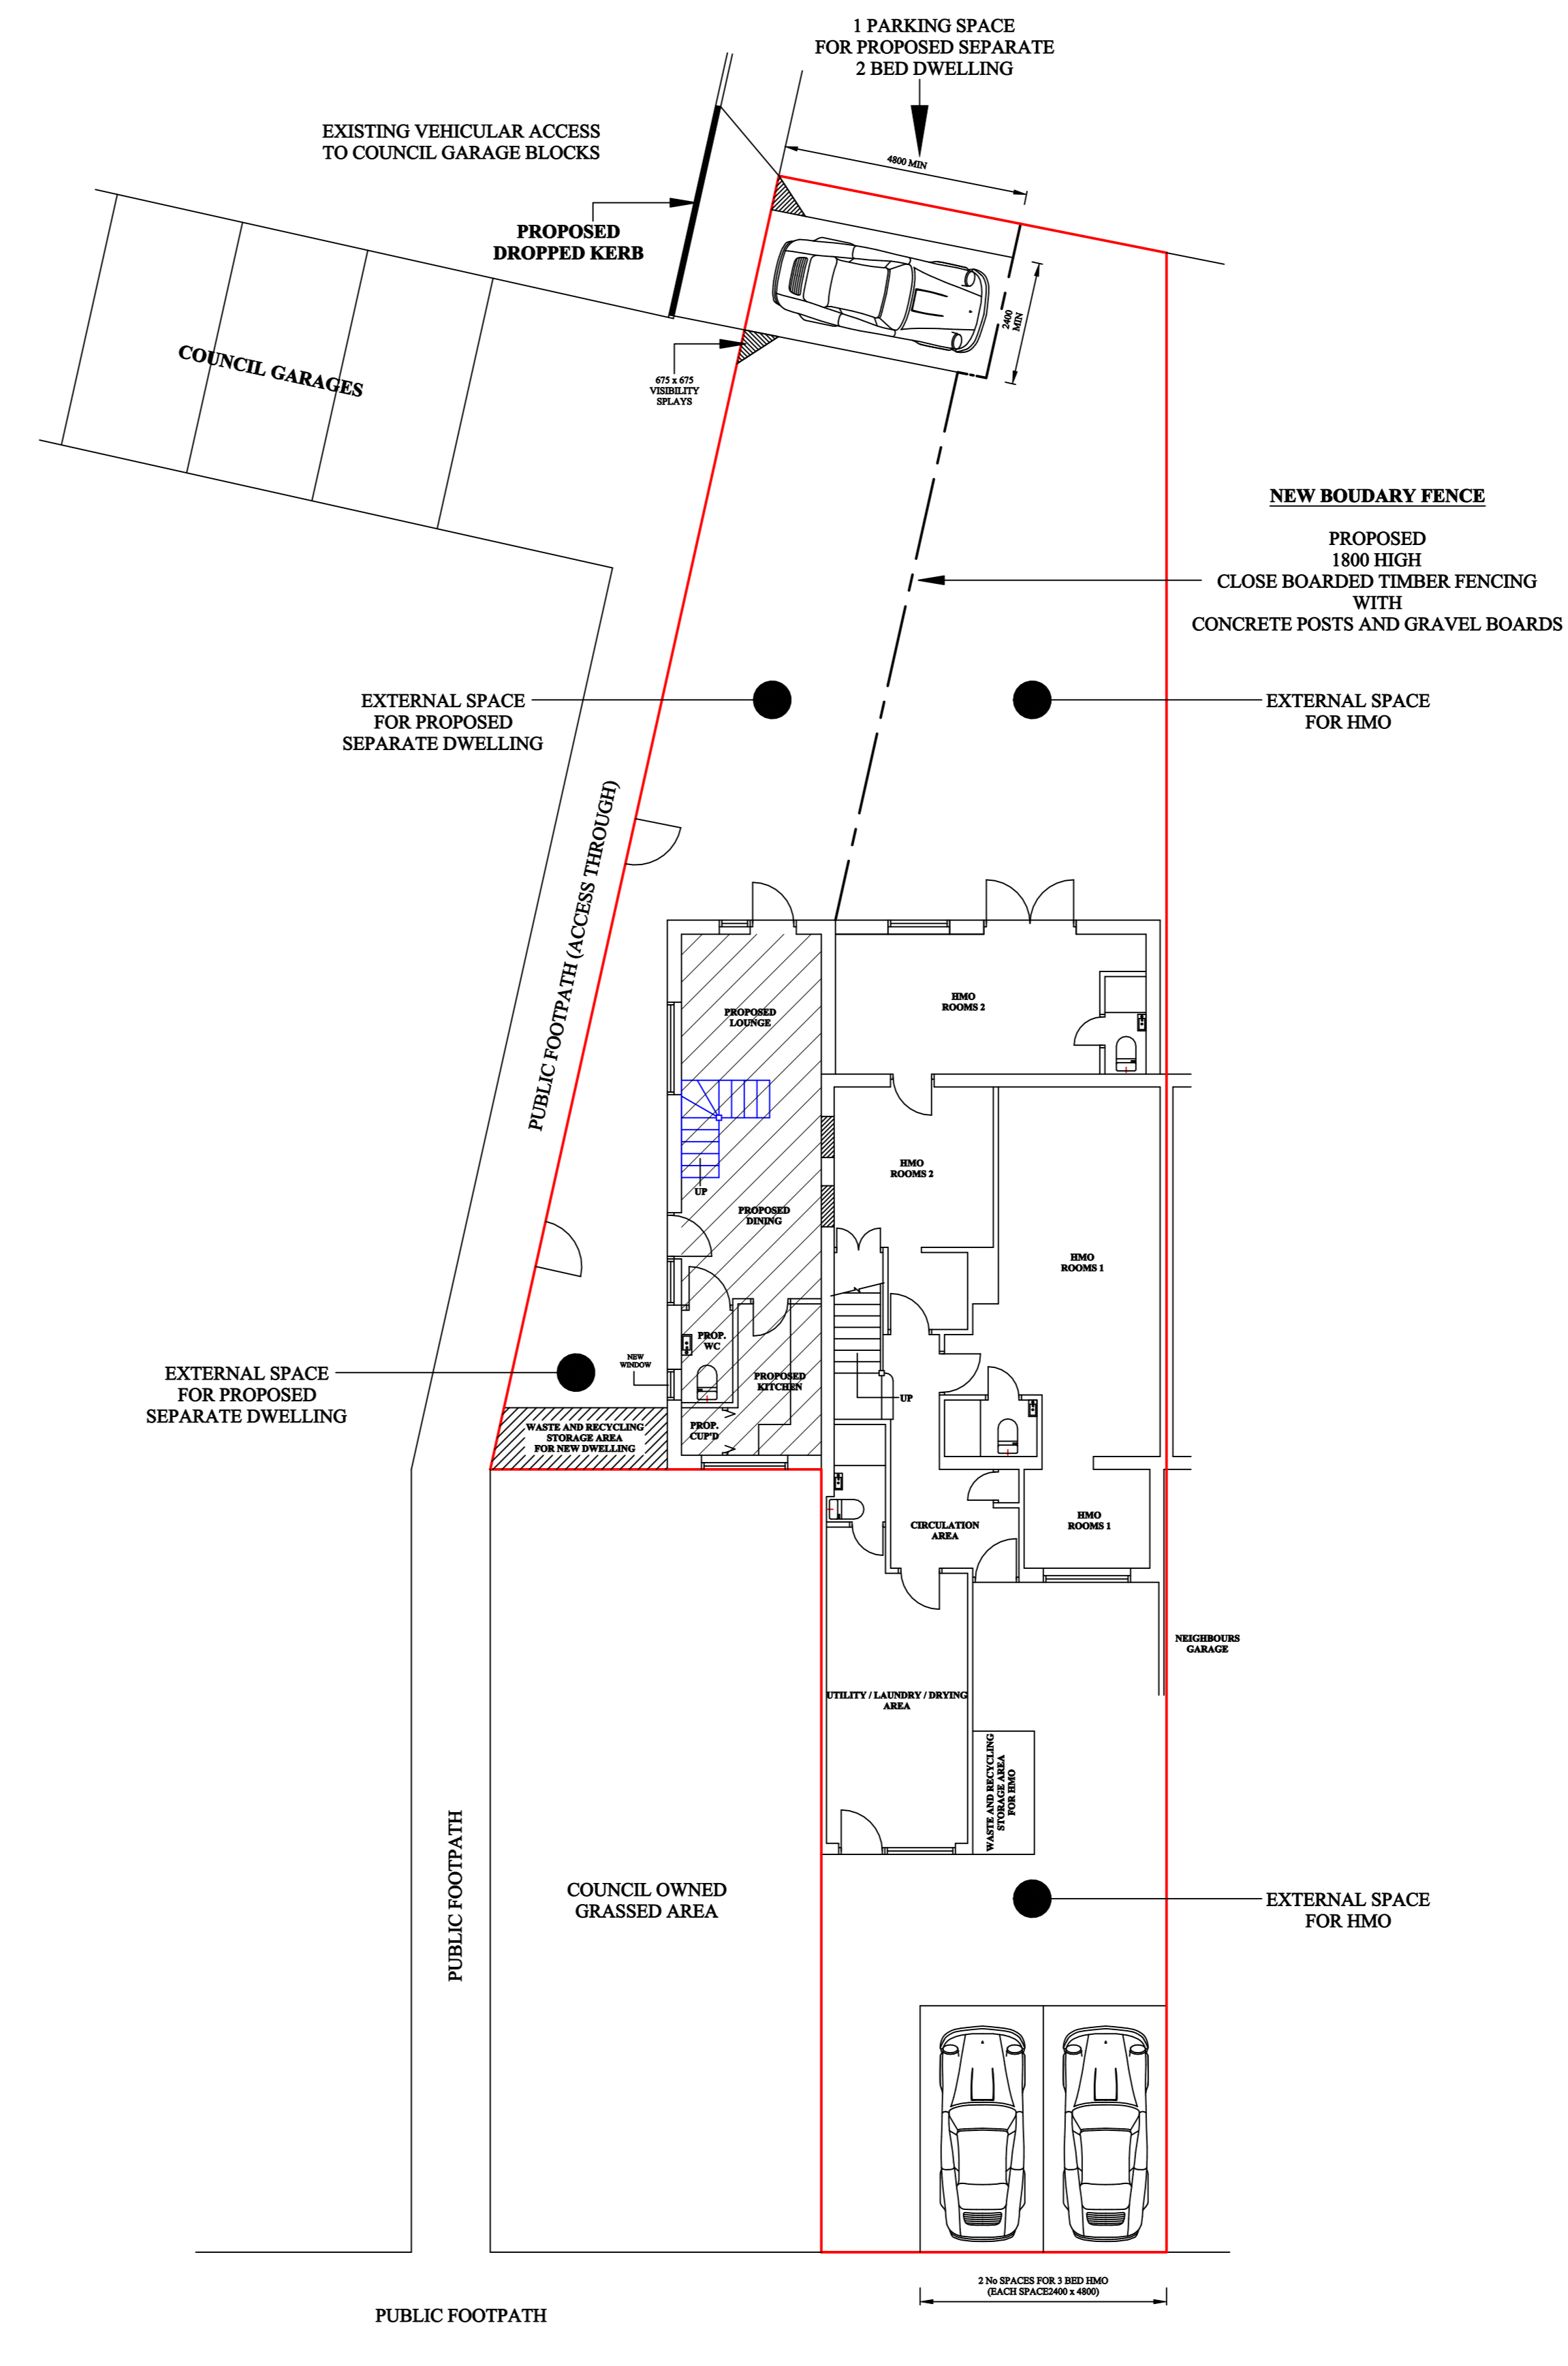 1 PARKING SPACE
FOR PROPOSED SEPARATE
2 BED DWELLING
EXISTING VEHICULAR ACCESS
TO COUNCIL GARAGE BLOCKS
4800 MIN
PROPOSED
DROPPED KERB
2400
MIN
COUNCIL GARAGES
675 x 675
VISIBILITY
SPLAYS
NEW BOUDARY FENCE
PROPOSED
1800 HIGH
CLOSE BOARDED TIMBER FENCING
WITH
CONCRETE POSTS AND GRAVEL BOARDS
EXTERNAL SPACE
FOR PROPOSED
SEPARATE DWELLING
EXTERNAL SPACE
FOR HMO
PUBLIC FOOTPATH (ACCESS THROUGH)
PROPOSED
LOUNGE
HMO
ROOMS 2
HMO
ROOMS 2
UP
PROPOSED
DINING
HMO
ROOMS 1
PROP.
WC
NEW
WINDOW
PROPOSED
KITCHEN
UP
EXTERNAL SPACE
FOR PROPOSED
SEPARATE DWELLING
WASTE AND RECYCLING
STORAGE AREA
FOR NEW DWELLING
PROP.
CUP'D
CIRCULATION
AREA
HMO
ROOMS 1
NEIGHBOURS
GARAGE
UTILITY / LAUNDRY / DRYING
AREA
WASTE AND RECYCLING
STORAGE AREA
FOR HMO
PUBLIC FOOTPATH
COUNCIL OWNED
GRASSED AREA
EXTERNAL SPACE
FOR HMO
2 No SPACES FOR 3 BED HMO
(EACH SPACE2400 x 4800)
PUBLIC FOOTPATH